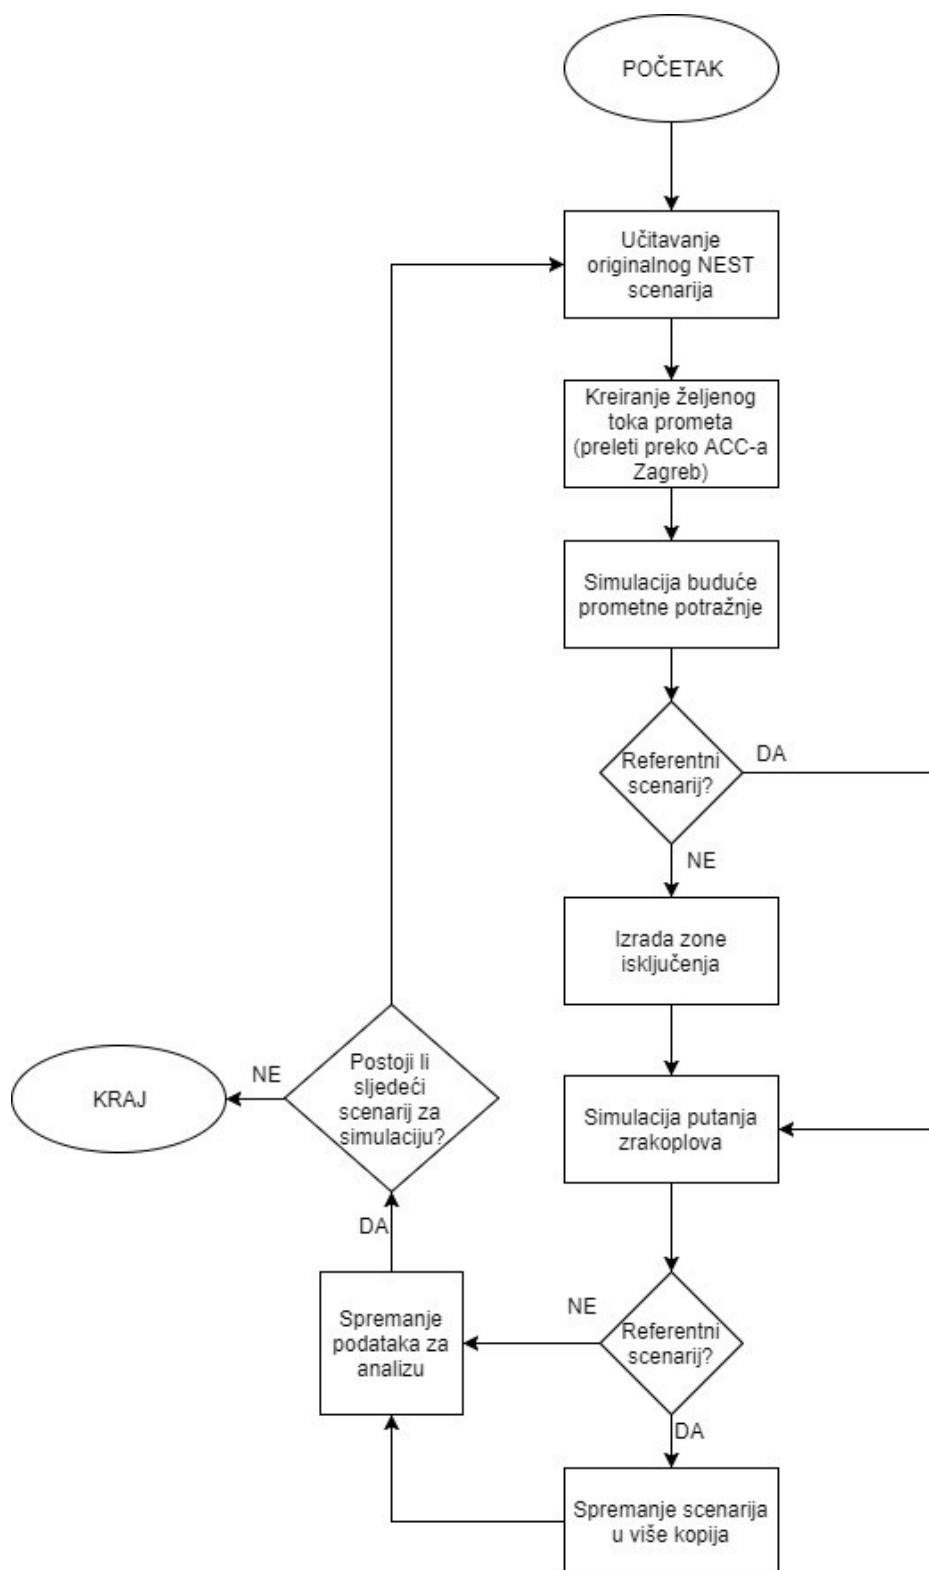 POČETAK
Učitavanje
originalnog NEST
scenarija
Kreiranje željenog
toka prometa
(preleti preko ACC-a
Zagreb)
Simulacija buduće
prometne potražnje
Referentni
scenarij?
DA
NE
Izrada zone
isključenja
Simulacija putanja
zrakoplova
Referentni
scenarij?
NE
DA
Spremanje scenarija
u više kopija
Spremanje
podataka za
analizu
DA
Postoji li
sljedeći
scenarij za
simulaciju?
NE
KRAJ